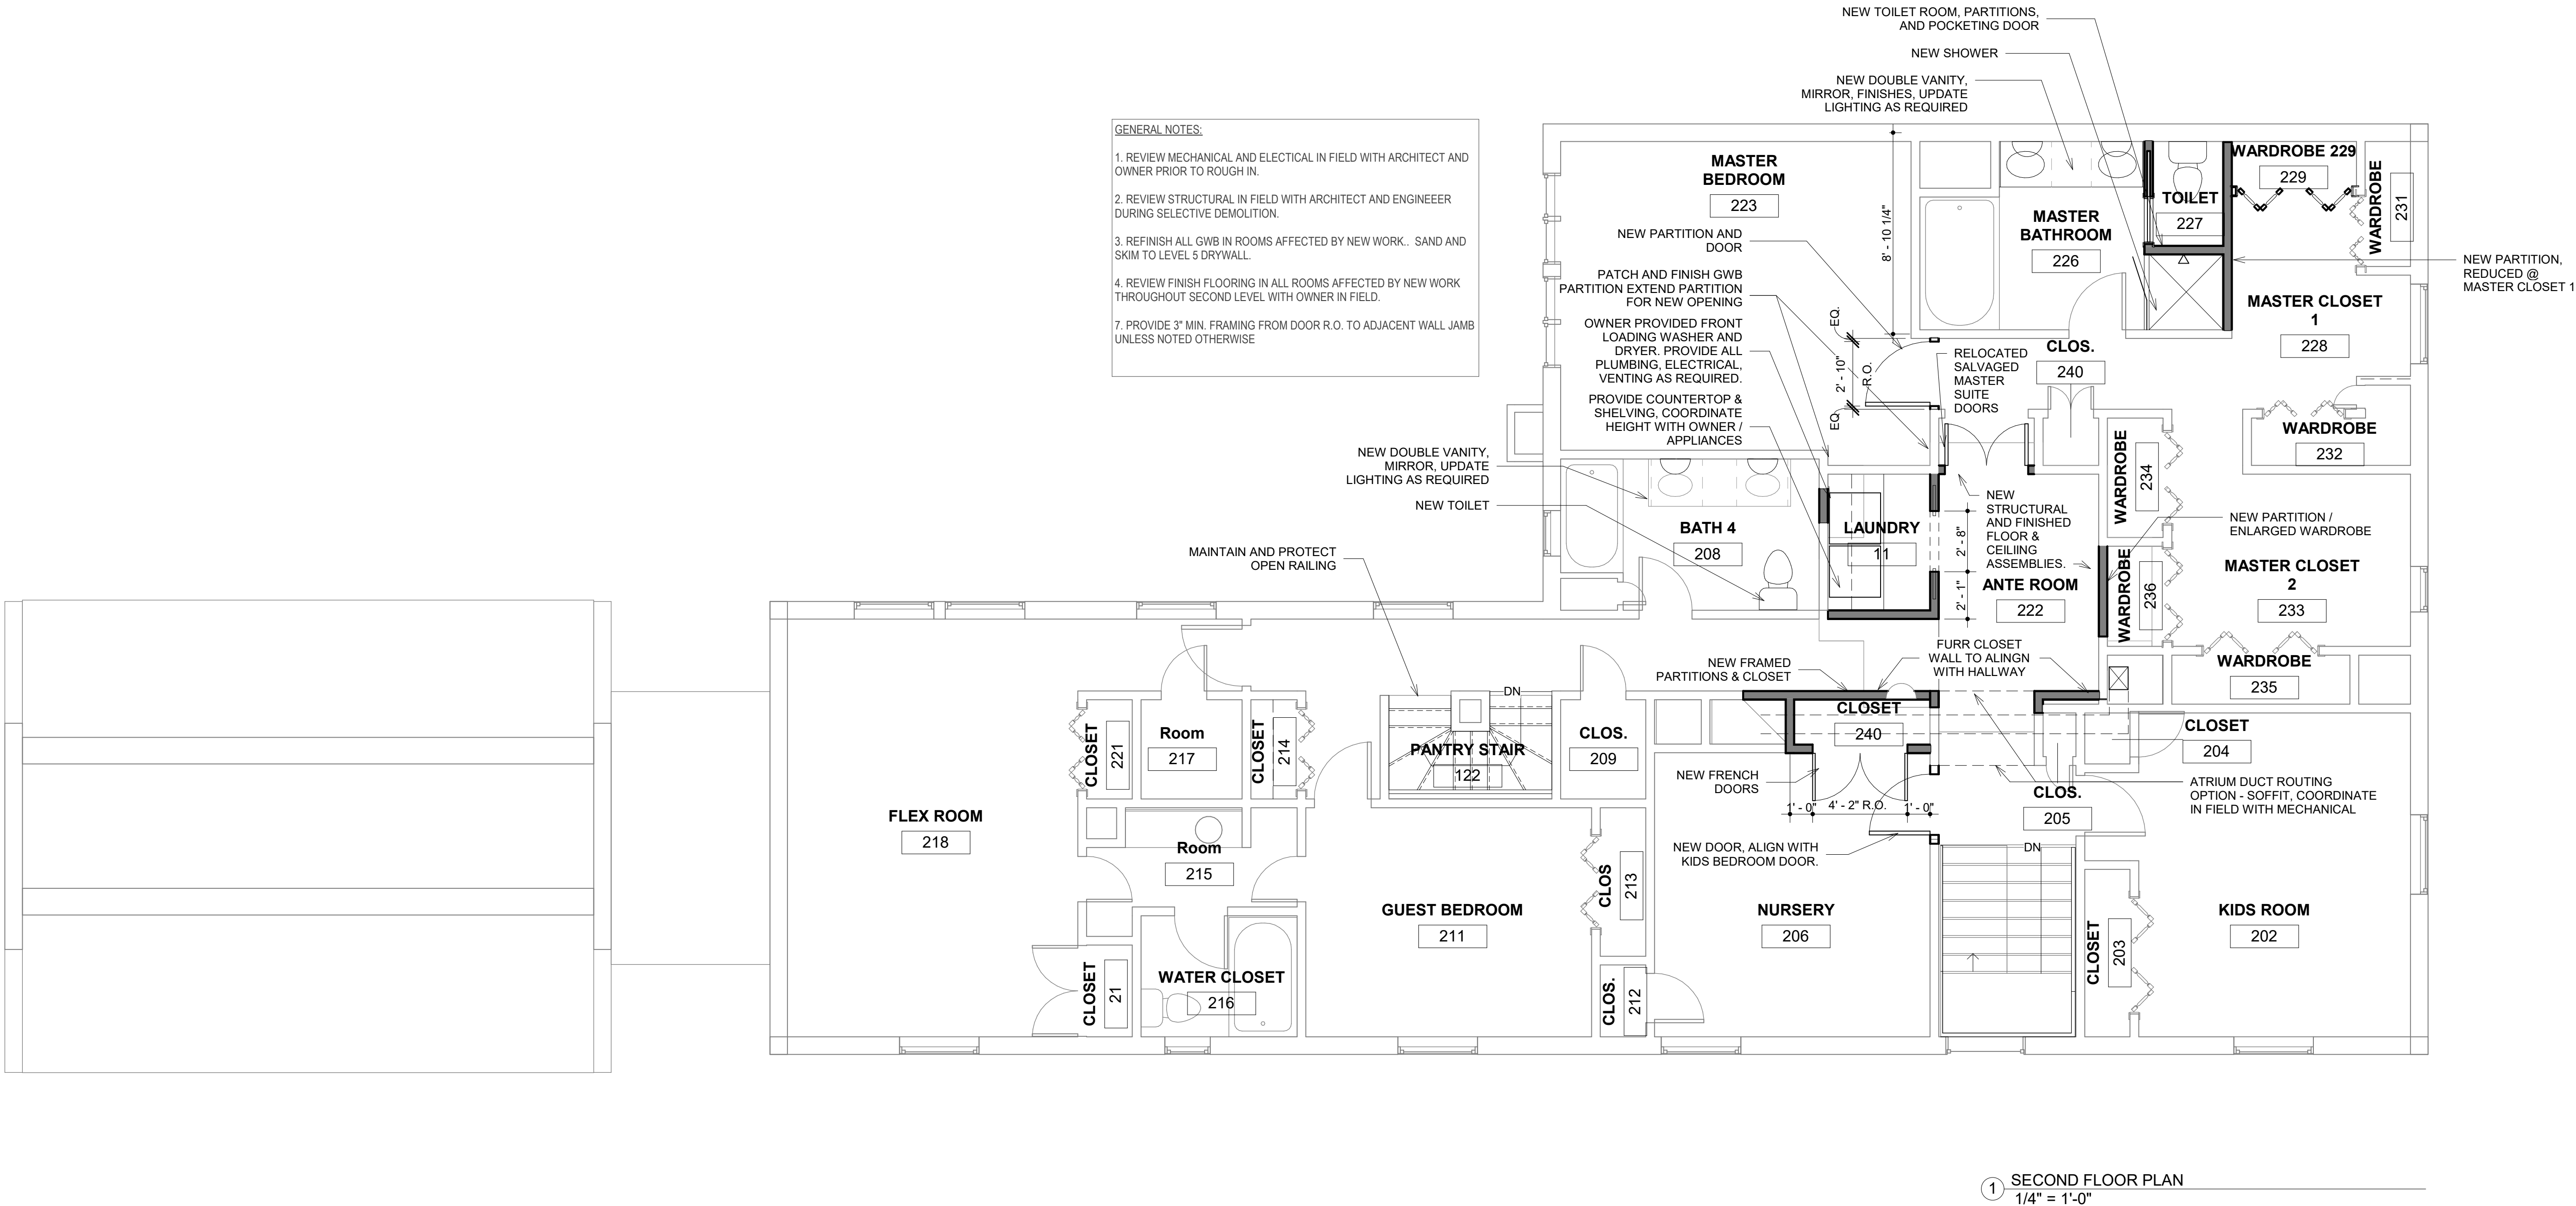 NEW TOILET ROOM, PARTITIONS,
AND POCKETING DOOR
NEW SHOWER
NEW DOUBLE VANITY,
MIRROR, FINISHES, UPDATE
LIGHTING AS REQUIRED
GENERAL NOTES:
1. REVIEW MECHANICAL AND ELECTICAL IN FIELD WITH ARCHITECT AND
OWNER PRIOR TO ROUGH IN.
2. REVIEW STRUCTURAL IN FIELD WITH ARCHITECT AND ENGINEEER
DURING SELECTIVE DEMOLITION.
3. REFINISH ALL GWB IN ROOMS AFFECTED BY NEW WORK.. SAND AND
SKIM TO LEVEL 5 DRYWALL.
4. REVIEW FINISH FLOORING IN ALL ROOMS AFFECTED BY NEW WORK
THROUGHOUT SECOND LEVEL WITH OWNER IN FIELD.
7. PROVIDE 3" MIN. FRAMING FROM DOOR R.O. TO ADJACENT WALL JAMB
UNLESS NOTED OTHERWISE
MASTER
BEDROOM
223
8' - 10 1/4"
MASTER
BATHROOM
226
TOILET
227
WARDROBE 229
229
WARDROBE
231
NEW PARTITION,
REDUCED @
MASTER CLOSET 1
MASTER CLOSET
1
228
NEW PARTITION AND
DOOR
PATCH AND FINISH GWB
PARTITION EXTEND PARTITION
FOR NEW OPENING
OWNER PROVIDED FRONT
LOADING WASHER AND
DRYER. PROVIDE ALL
PLUMBING, ELECTRICAL,
VENTING AS REQUIRED.
PROVIDE COUNTERTOP &
SHELVING, COORDINATE
HEIGHT WITH OWNER /
APPLIANCES
EQ.
2' - 10"
R.O.
EQ.
RELOCATED
SALVAGED
MASTER
SUITE
DOORS
CLOS.
240
WARDROBE
232
WARDROBE
234
NEW DOUBLE VANITY,
MIRROR, UPDATE
LIGHTING AS REQUIRED
NEW TOILET
BATH 4
208
LAUNDRY
11
2' - 8"
2' - 1"
NEW
STRUCTURAL
AND FINISHED
FLOOR &
CEILIING
ASSEMBLIES.
ANTE ROOM
222
NEW PARTITION /
ENLARGED WARDROBE
WARDROBE
236
MASTER CLOSET
2
233
WARDROBE
235
MAINTAIN AND PROTECT
OPEN RAILING
NEW FRAMED
PARTITIONS & CLOSET
FURR CLOSET
WALL TO ALINGN
WITH HALLWAY
DN
CLOSET
221
Room
217
CLOSET
214
PANTRY STAIR
122
CLOS.
209
CLOSET
240
CLOSET
204
NEW FRENCH
DOORS
1' - 0"
4' - 2" R.O.
1' - 0"
ATRIUM DUCT ROUTING
OPTION - SOFFIT, COORDINATE
IN FIELD WITH MECHANICAL
CLOS.
205
FLEX ROOM
218
Room
215
NEW DOOR, ALIGN WITH
KIDS BEDROOM DOOR.
DN
CLOS
213
GUEST BEDROOM
211
NURSERY
206
KIDS ROOM
202
CLOSET
203
CLOSET
21
WATER CLOSET
216
CLOS.
212
1
SECOND FLOOR PLAN
1/4" = 1'-0"